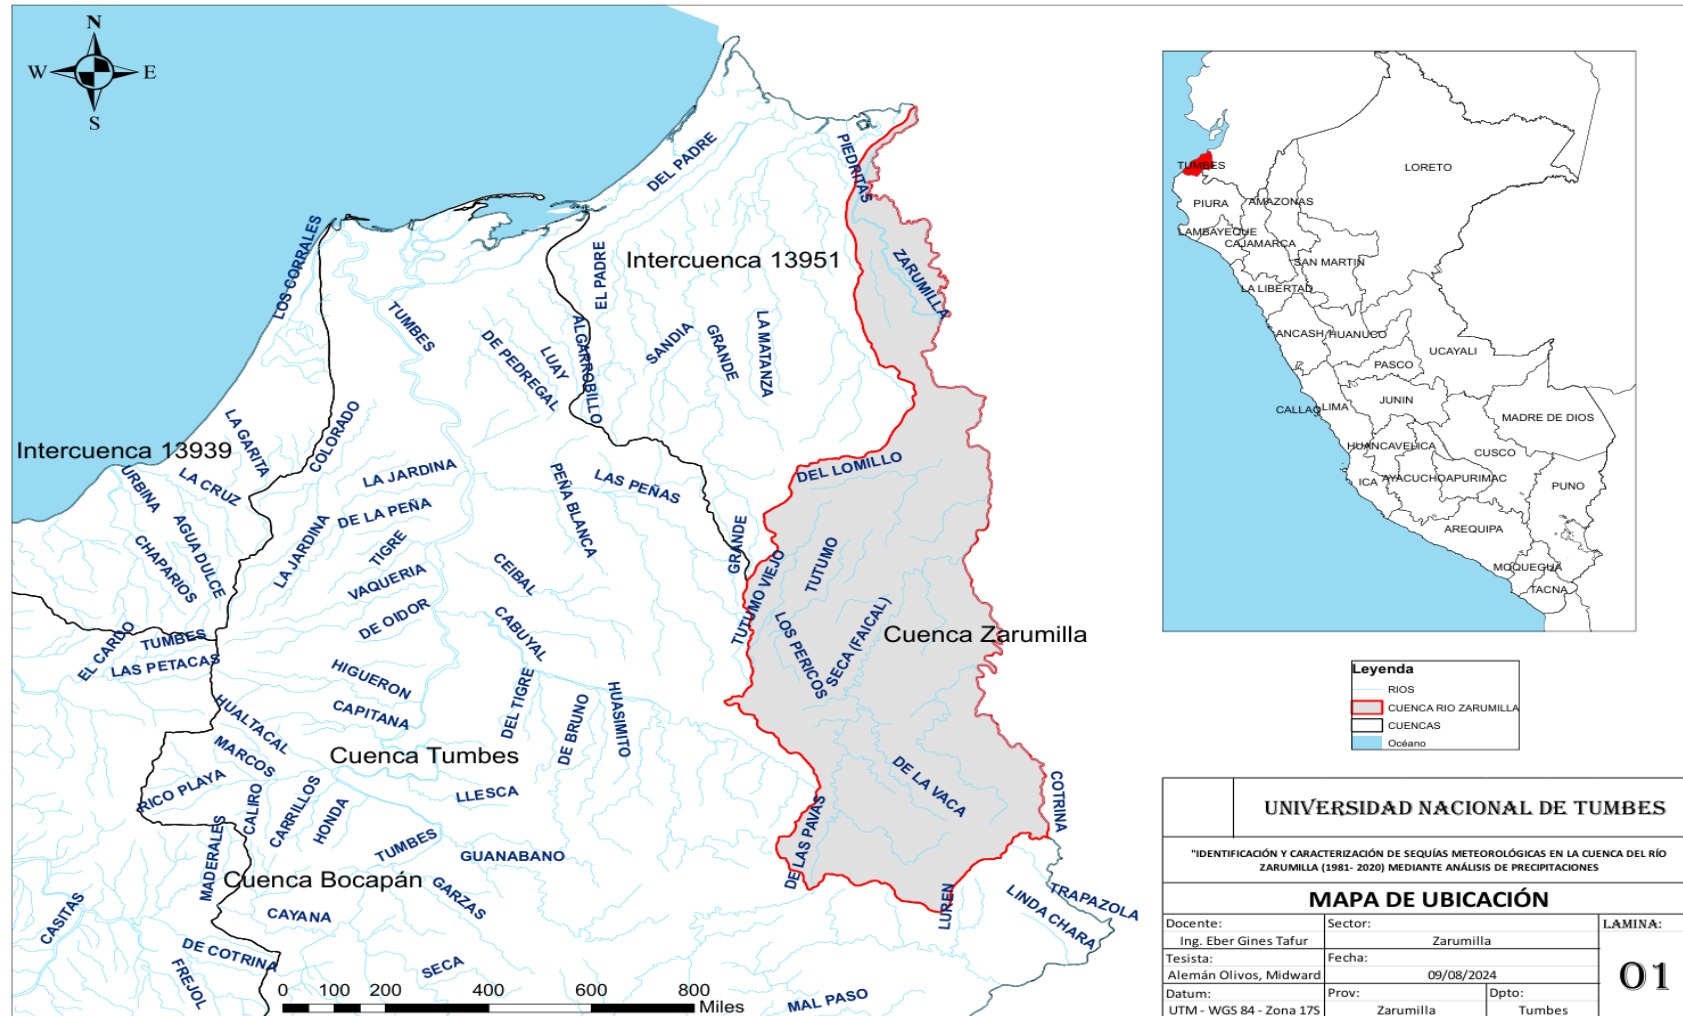 N
W
E
S
DEL PADRE
PIEDRITAS
LOS CORRALES
EL PADRE
Intercuenca 13951
ZARUMILLA
TUMBES
DE PEDREGAL
LUAY
ALGARROBILLO
SANDIA
GRANDE
LA MATANZA
Intercuenca 13939
LA GARITA
COLORADO
URBINA
LA CRUZ
LA JARDINA
PEÑA BLANCA
LAS PEÑAS
DEL LOMILLO
AGUA DULCE
CHAPARIOS
LA JARDINA
DE LA PEÑA
TIGRE
GRANDE
VAQUERIA
CEIBAL
TUTUMO VIEJO
TUTUMO
DE OIDOR
CABUYAL
LOS PERICOS
SECA (FAICAL)
Cuenca Zarumilla
EL CARDO
TUMBES
LAS PETACAS
HIGUERON
CAPITANA
DEL TIGRE
DE BRUNO
HUASIMITO
HUALTACAL
MARCOS
Cuenca Tumbes
RICO PLAYA
CALIRO
CARRILLOS
HONDA
LLESCA
DE LA VACA
COTRINA
MADERALES
TUMBES
GUANABANO
DE LAS PAVAS
Cuenca Bocapán
GARZAS
LUREN
TRAPAZOLA
LINDA CHARA
CASITAS
CAYANA
DE COTRINA
FREJOL
SECA
MAL PASO
0 100 200 400 600 800
Miles
TUMBES
LORETO
PIURA
AMAZONAS
LAMBAYEQUE
CAJAMARCA
SAN MARTIN
LA LIBERTAD
ANCASH
HUANUCO
UCAYALI
PASCO
CALLAO
LIMA
JUNIN
MADRE DE DIOS
HUANCAVELICA
CUSCO
ICA
AYACUCHO
APURIMAC
PUNO
AREQUIPA
MOQUEGUA
TACNA
Leyenda
RIOS
CUENCA RIO ZARUMILLA
CUENCAS
Océano
UNIVERSIDAD NACIONAL DE TUMBES
"IDENTIFICACIÓN Y CARACTERIZACIÓN DE SEQUÍAS METEOROLÓGICAS EN LA CUENCA DEL RÍO
ZARUMILLA (1981- 2020) MEDIANTE ANÁLISIS DE PRECIPITACIONES
MAPA DE UBICACIÓN
Docente:
Ing. Eber Gines Tafur
Sector:
Zarumilla
LAMINA:
01
Tesista:
Alemán Olivos, Midward
Fecha:
09/08/2024
Datum:
UTM - WGS 84 - Zona 17S
Prov:
Zarumilla
Dpto:
Tumbes